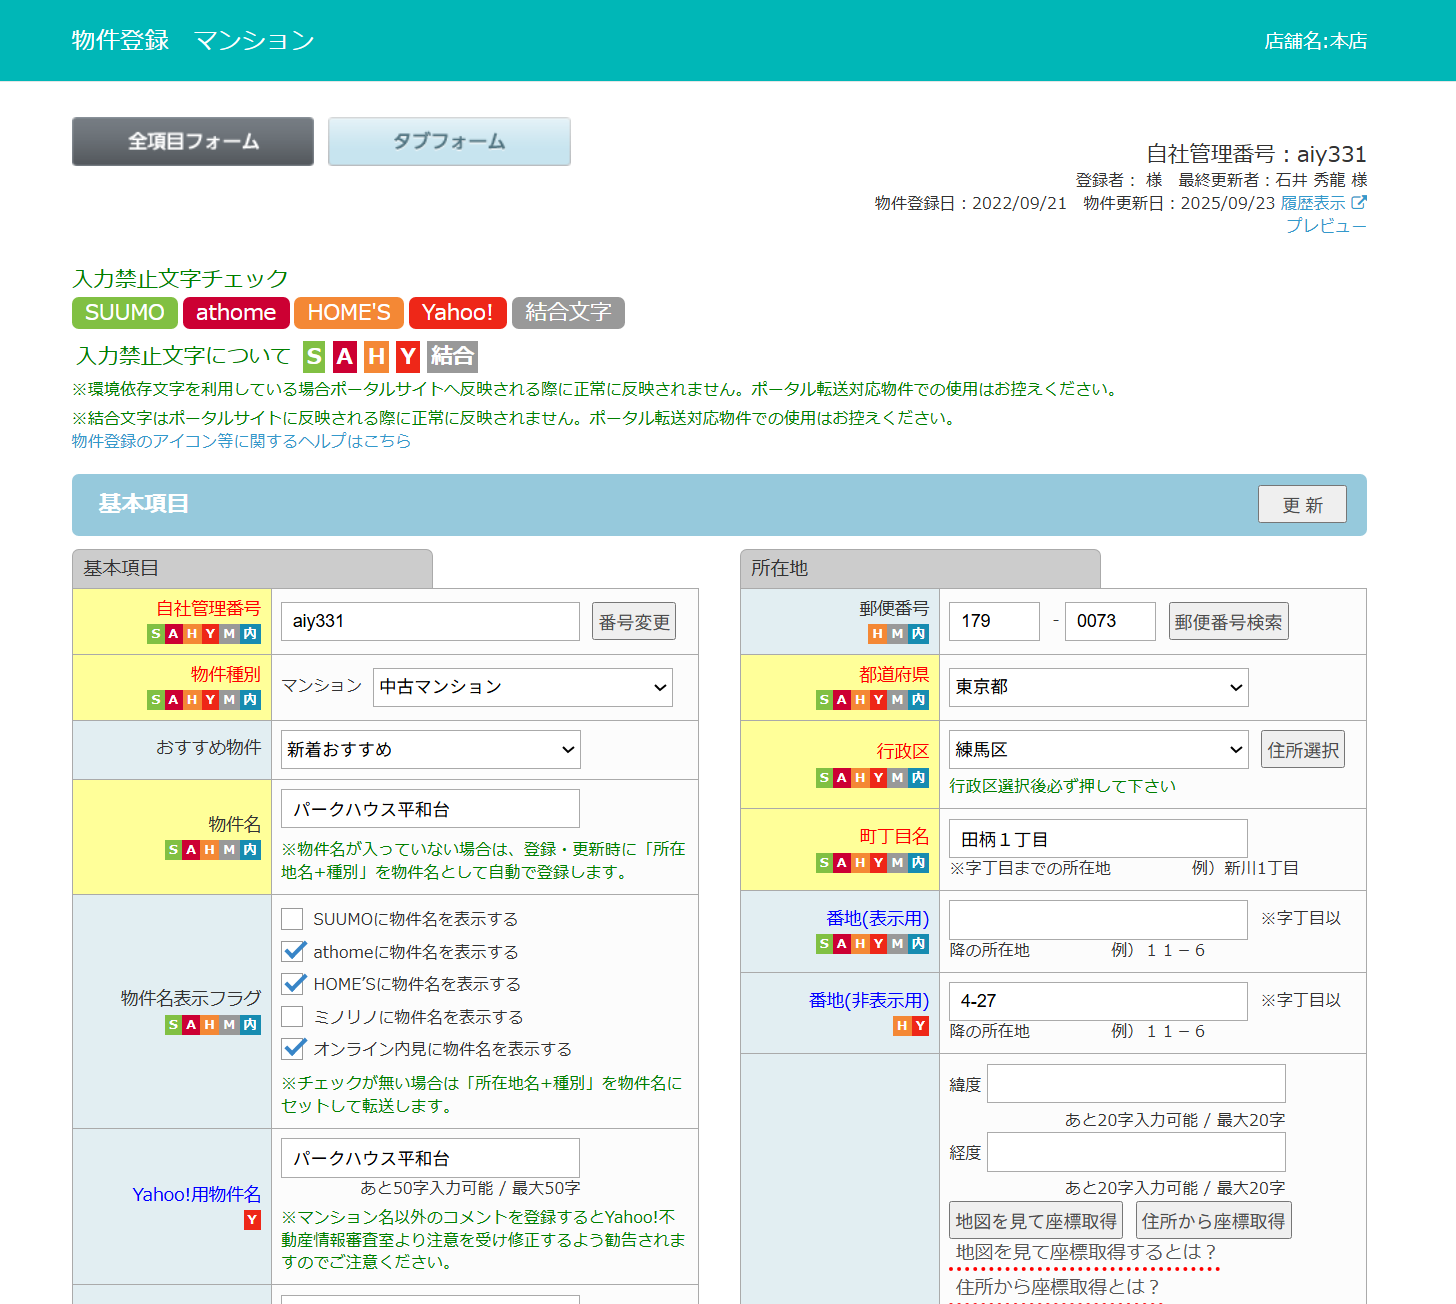 物件登録　マンション
店舗名:本店
全項目フォーム
タブフォーム
自社管理番号：aiy331
登録者： 様　最終更新者：石井 秀龍 様
物件登録日：2022/09/21　物件更新日：2025/09/23 履歴表示
プレビュー
入力禁止文字チェック
SUUMO athome HOME'S Yahoo! 結合文字
入力禁止文字について S A H Y 結合
※環境依存文字を利用している場合ポータルサイトへ反映される際に正常に反映されません。ポータル転送対応物件での使用はお控えください。
※結合文字はポータルサイトに反映される際に正常に反映されません。ポータル転送対応物件での使用はお控えください。
物件登録のアイコン等に関するヘルプはこちら
基本項目
更 新
基本項目
自社管理番号
S A H Y M 内
aiy331
番号変更
物件種別
S A H Y M 内
マンション 中古マンション
おすすめ物件
新着おすすめ
物件名
S A H M 内
パークハウス平和台
※物件名が入っていない場合は、登録・更新時に「所在
地名+種別」を物件名として自動で登録します。
物件名表示フラグ
S A H M 内
SUUMOに物件名を表示する
athomeに物件名を表示する
HOME'Sに物件名を表示する
ミノリノに物件名を表示する
オンライン内見に物件名を表示する
※チェックが無い場合は「所在地名+種別」を物件名に
セットして転送します。
Yahoo!用物件名
Y
パークハウス平和台
あと50字入力可能 / 最大50字
※マンション名以外のコメントを登録するとYahoo!不
動産情報審査室より注意を受け修正するよう勧告されま
すのでご注意ください。
所在地
郵便番号
H M 内
179 - 0073
郵便番号検索
都道府県
S A H Y M 内
東京都
行政区
S A H Y M 内
練馬区
住所選択
行政区選択後必ず押して下さい
町丁目名
S A H Y M 内
田柄１丁目
※字丁目までの所在地　例）新川1丁目
番地(表示用)
S A H Y M 内
※字丁目以
降の所在地　例）１１－６
番地(非表示用)
H Y
4-27
※字丁目以
降の所在地　例）１１－６
緯度
あと20字入力可能 / 最大20字
経度
あと20字入力可能 / 最大20字
地図を見て座標取得 住所から座標取得
地図を見て座標取得するとは？
住所から座標取得とは？